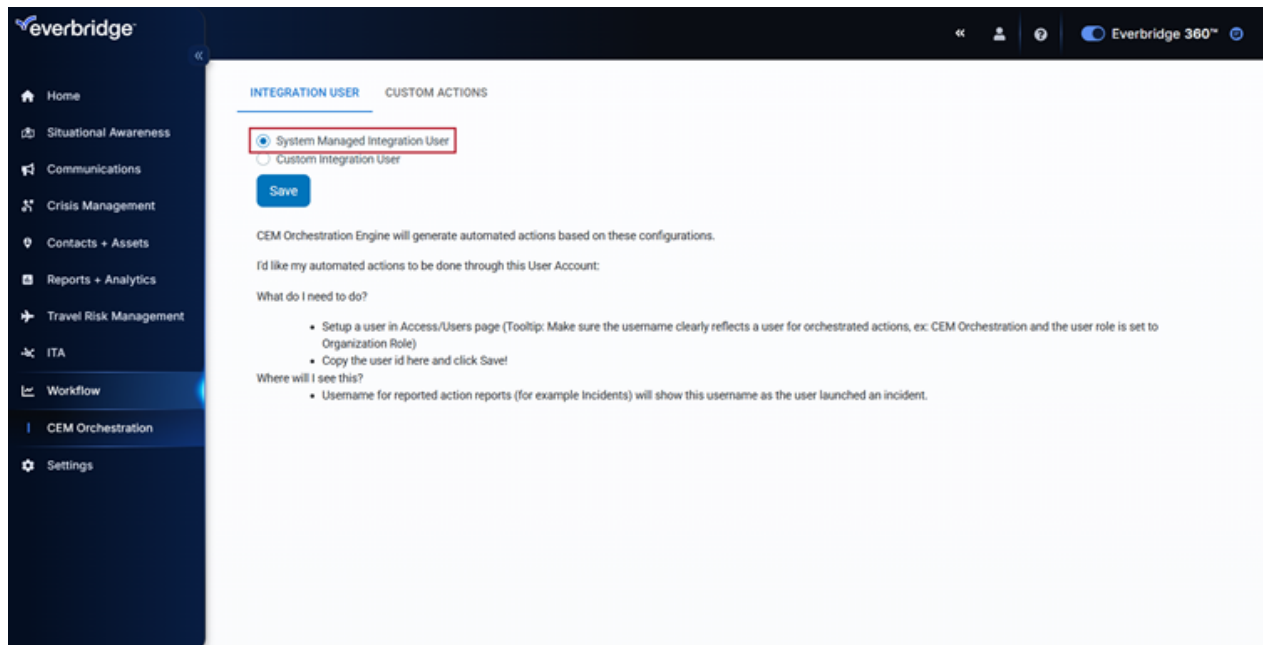 everbridge
Everbridge 360™
Home
Situational Awareness
Communications
Crisis Management
Contacts + Assets
Reports + Analytics
Travel Risk Management
ITA
Workflow
CEM Orchestration
Settings
INTEGRATION USER CUSTOM ACTIONS
System Managed Integration User
Custom Integration User
Save
CEM Orchestration Engine will generate automated actions based on these configurations.
I'd like my automated actions to be done through this User Account:
What do I need to do?
• Setup a user in Access/Users page (Tooltip: Make sure the username clearly reflects a user for orchestrated actions, ex: CEM Orchestration and the user role is set to
Organization Role)
• Copy the user id here and click Save!
Where will I see this?
• Username for reported action reports (for example Incidents) will show this username as the user launched an incident.